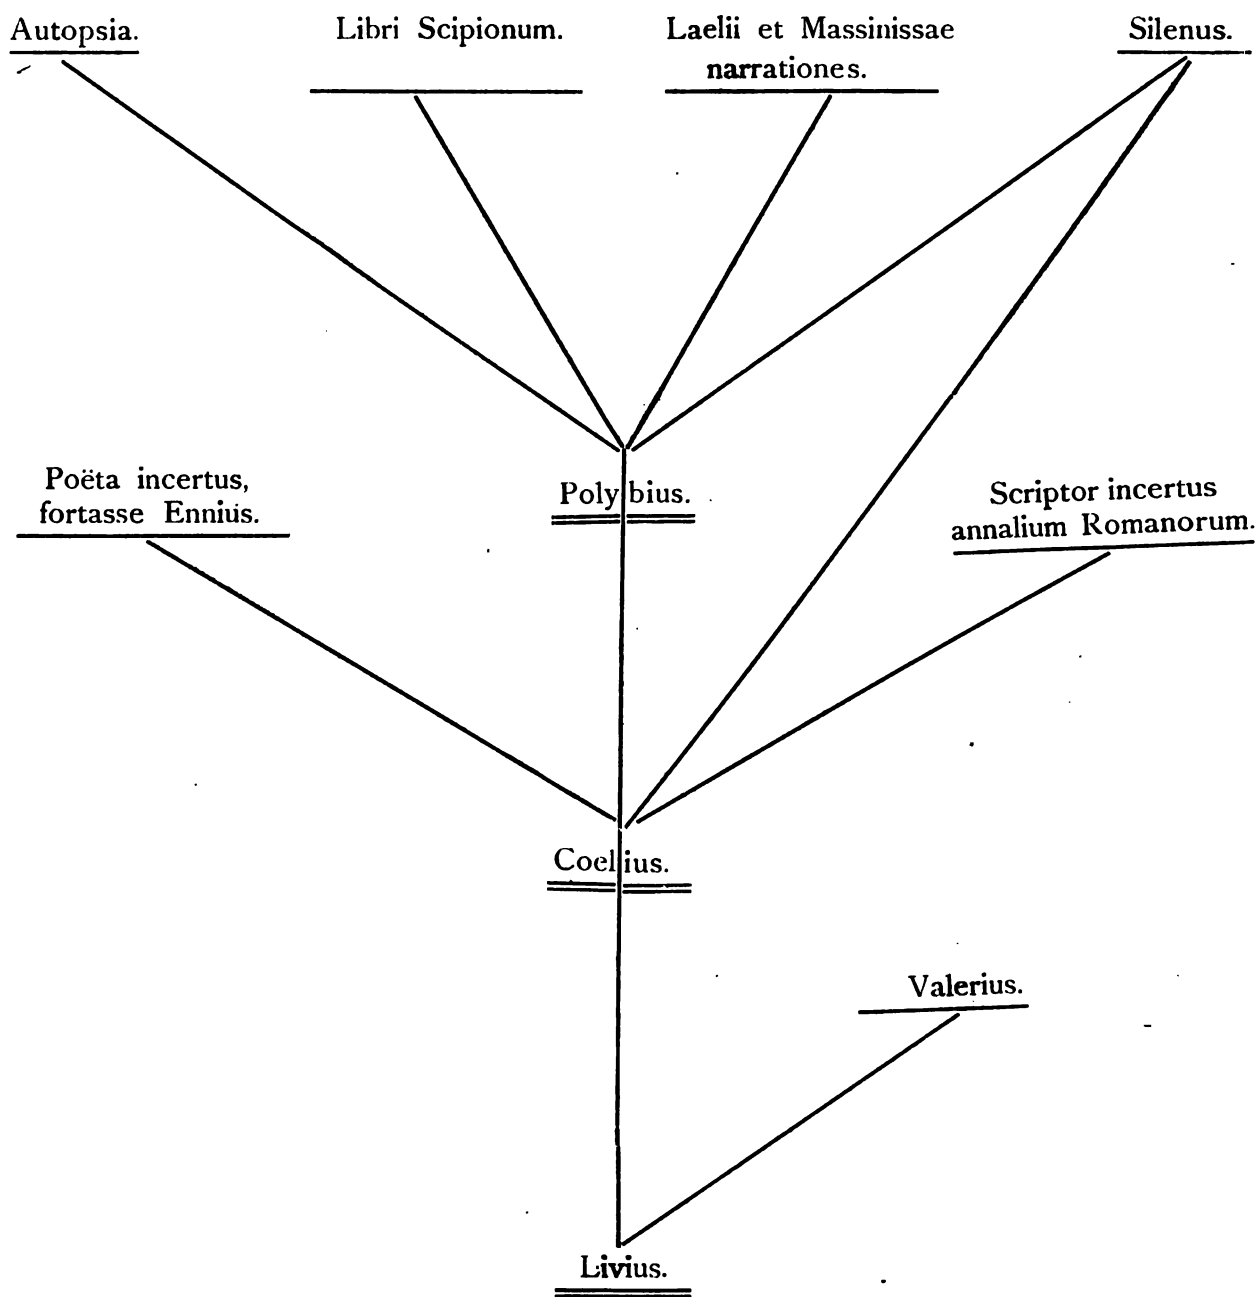 Autopsia.
Libri Scipionum.
Laelii et Massinissae
narrationes.
Silenus.
Poëta incertus,
fortasse Ennius.
Polybius.
Scriptor incertus
annalium Romanorum.
Coelius.
Valerius.
Livius.